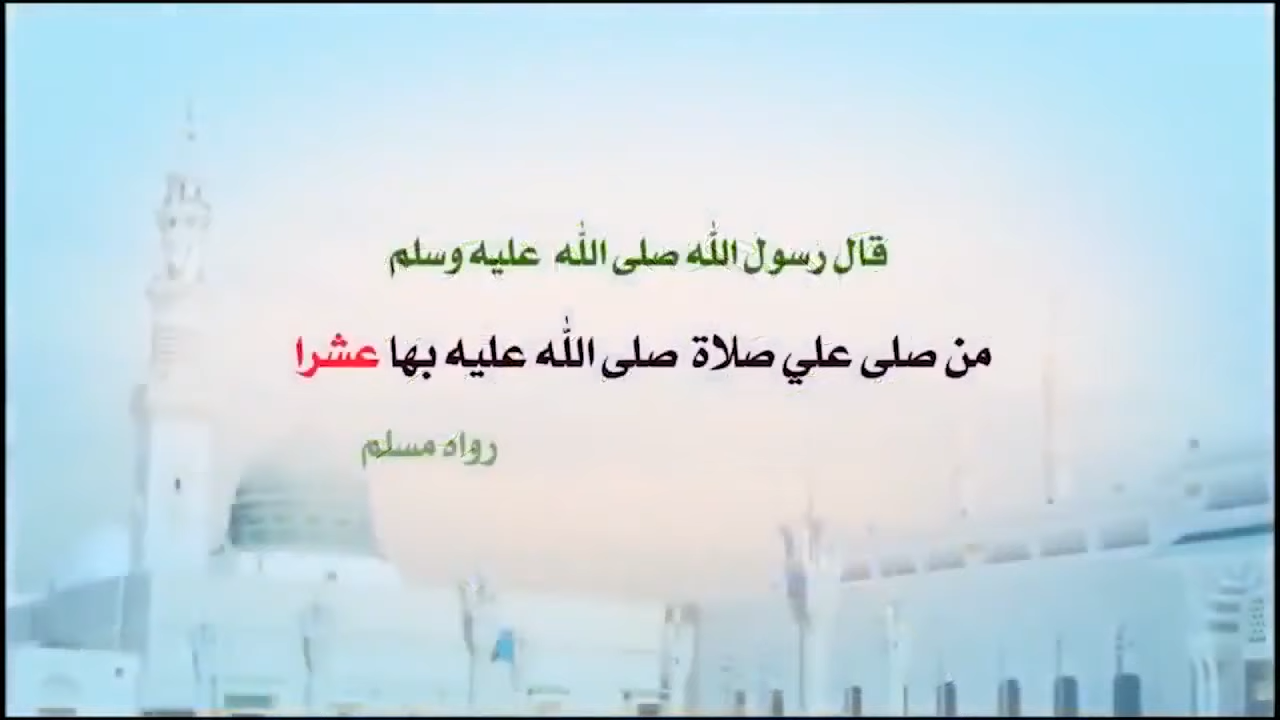 قال رسول الله صلى الله عليه وسلم
من صلى علي صلاة صلى الله عليه بها عشرا
رواه مسلم